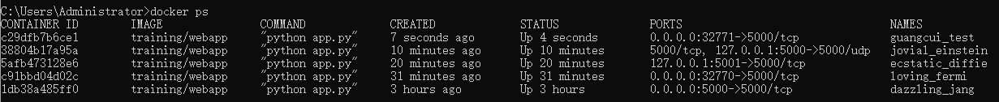 C:\Users\Administrator>docker ps
CONTAINER ID IMAGE COMMAND CREATED STATUS PORTS NAMES
c29dfb7b6ce1 training/webapp "python app.py" 7 seconds ago Up 4 seconds 0.0.0.0:32771->5000/tcp guangcui_test
38804b17a95a training/webapp "python app.py" 10 minutes ago Up 10 minutes 5000/tcp, 127.0.0.1:5000->5000/udp jovial_einstein
5afb473128e6 training/webapp "python app.py" 20 minutes ago Up 20 minutes 127.0.0.1:5001->5000/tcp ecstatic_diffie
c91bbd04d02c training/webapp "python app.py" 31 minutes ago Up 31 minutes 0.0.0.0:32770->5000/tcp loving_fermi
1db38a485ff0 training/webapp "python app.py" 3 hours ago Up 3 hours 0.0.0.0:5000->5000/tcp dazzling_jang